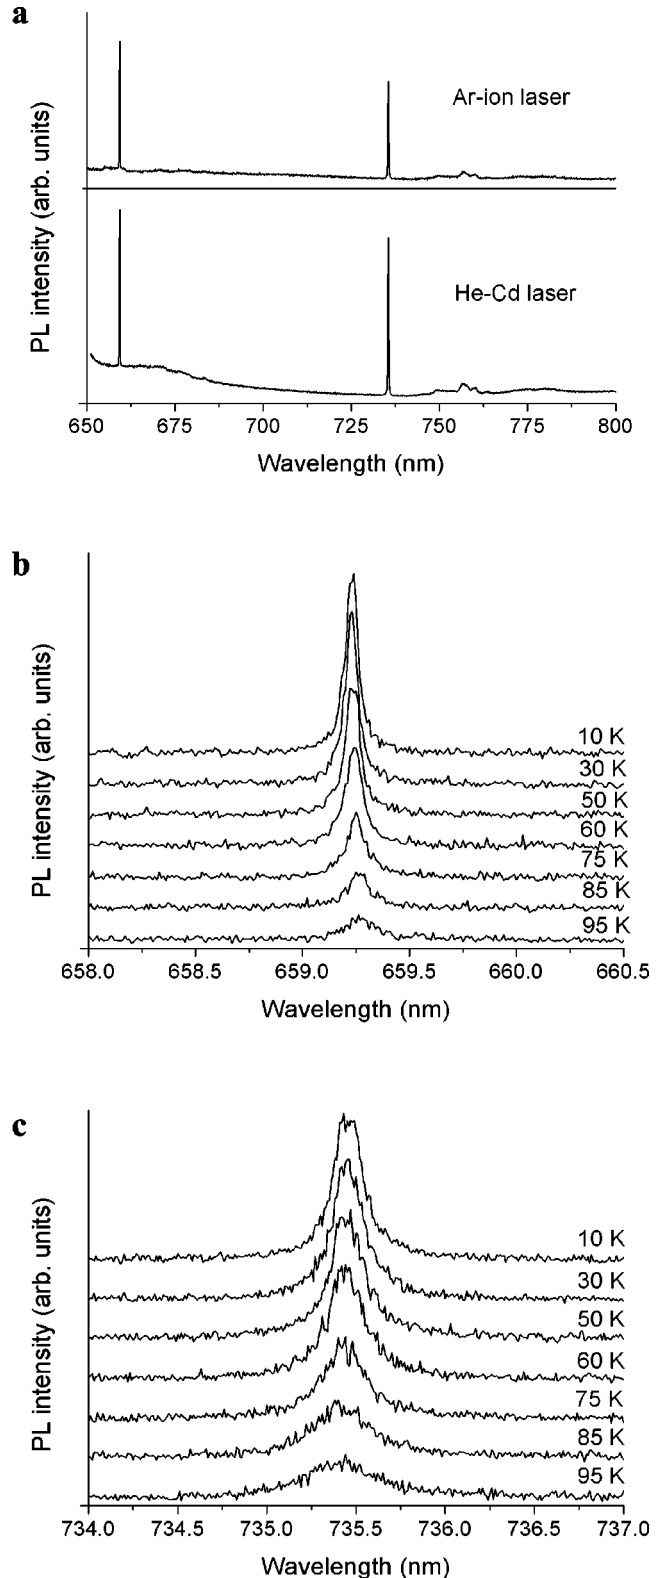 a
PL intensity (arb. units)
Ar-ion laser
He-Cd laser
650 675 700 725 750 775 800
Wavelength (nm)
b
PL intensity (arb. units)
10 K
30 K
50 K
60 K
75 K
85 K
95 K
658.0 658.5 659.0 659.5 660.0 660.5
Wavelength (nm)
c
PL intensity (arb. units)
10 K
30 K
50 K
60 K
75 K
85 K
95 K
734.0 734.5 735.0 735.5 736.0 736.5 737.0
Wavelength (nm)